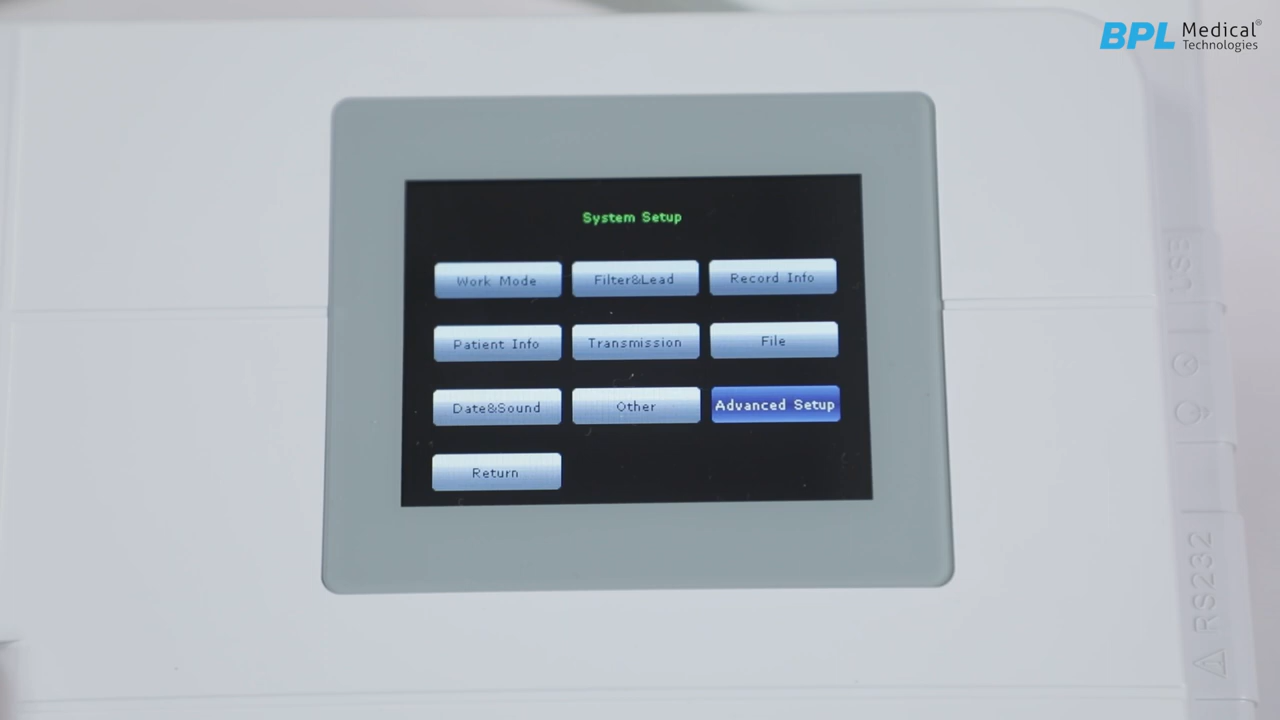 BPL Medical Technologies®
System Setup
Work Mode
Filter&Lead
Record Info
Patient Info
Transmission
File
Date&Sound
Other
Advanced Setup
Return
USB
RS232